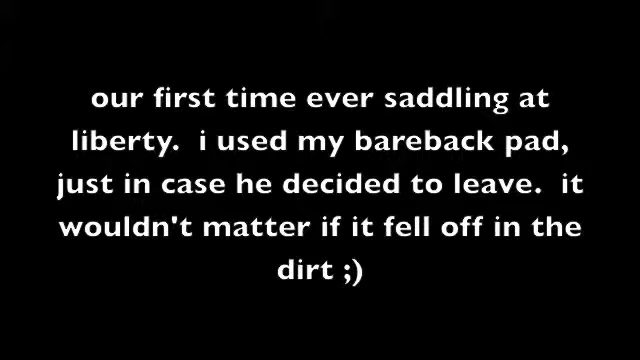 our first time ever saddling at
liberty.  i used my bareback pad,
just in case he decided to leave.  it
wouldn't matter if it fell off in the
dirt ;)